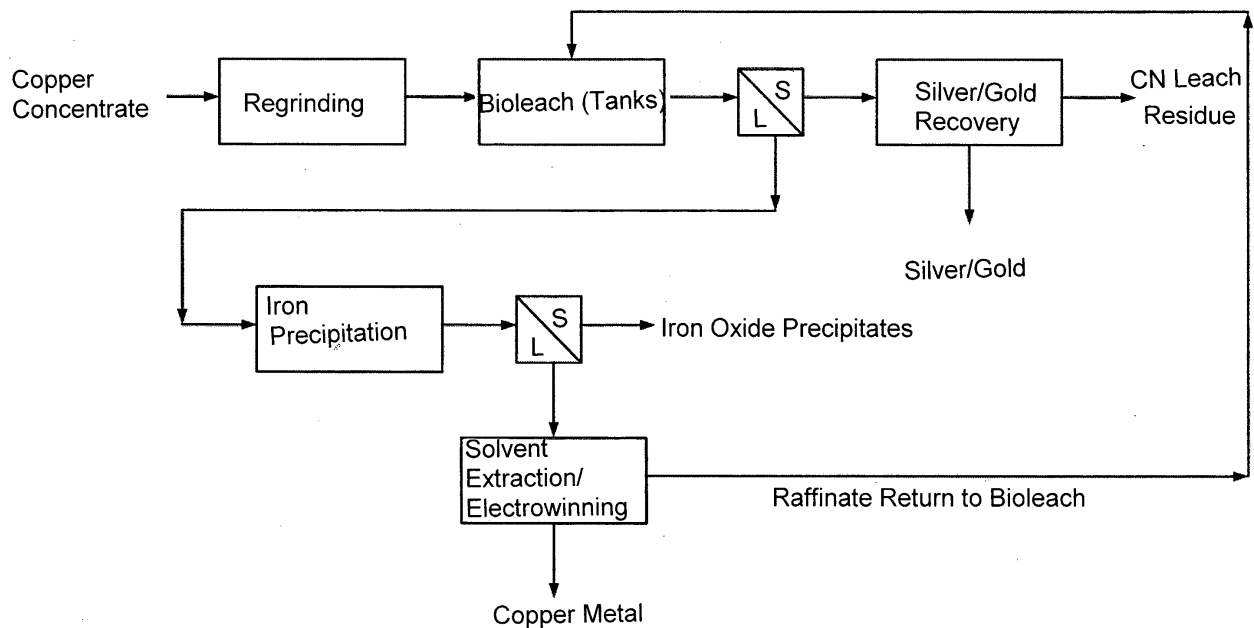 Copper
Concentrate
Regrinding
Bioleach (Tanks)
S
L
Silver/Gold
Recovery
CN Leach
Residue
Silver/Gold
Iron
Precipitation
S
L
Iron Oxide Precipitates
Solvent
Extraction/
Electrowinning
Raffinate Return to Bioleach
Copper Metal